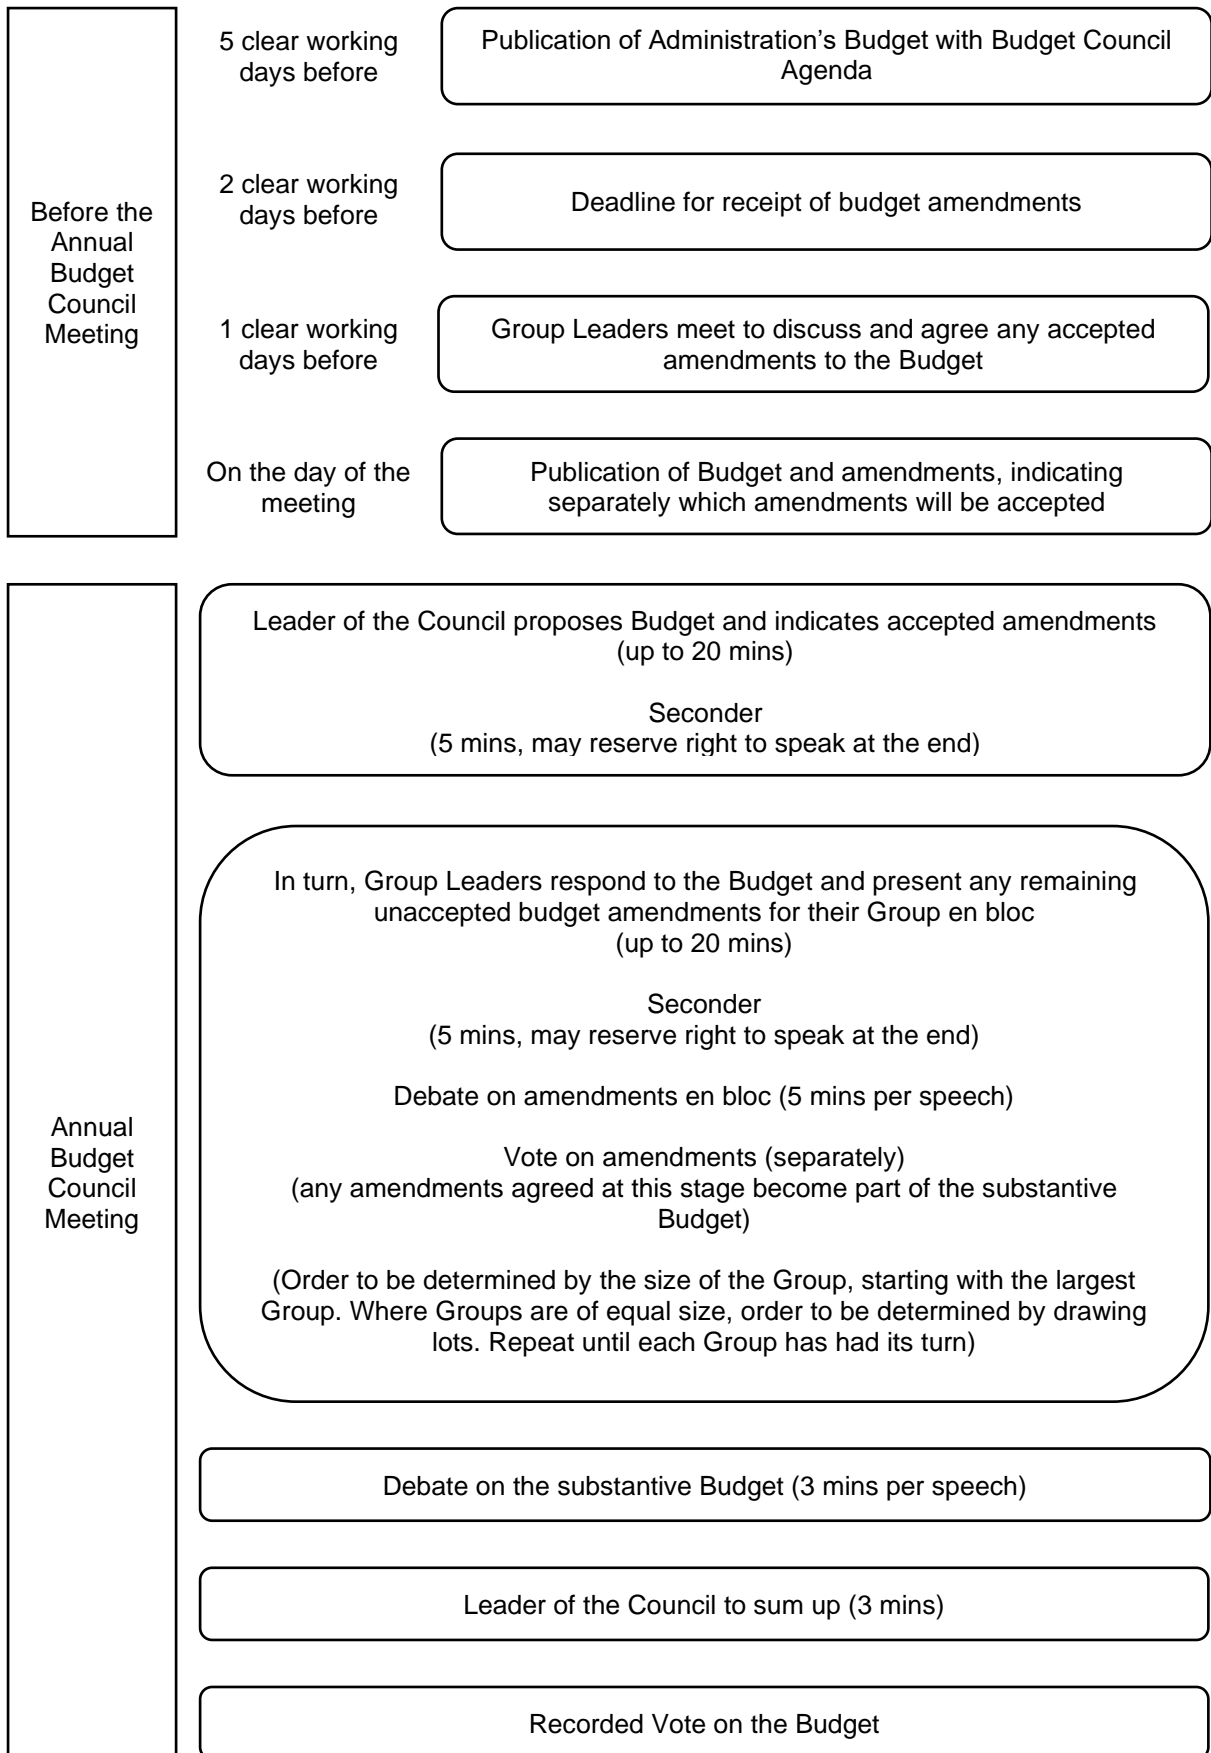 Before the
Annual
Budget
Council
Meeting
5 clear working
days before
Publication of Administration’s Budget with Budget Council
Agenda
2 clear working
days before
Deadline for receipt of budget amendments
1 clear working
days before
Group Leaders meet to discuss and agree any accepted
amendments to the Budget
On the day of the
meeting
Publication of Budget and amendments, indicating
separately which amendments will be accepted
Annual
Budget
Council
Meeting
Leader of the Council proposes Budget and indicates accepted amendments
(up to 20 mins)
Seconder
(5 mins, may reserve right to speak at the end)
In turn, Group Leaders respond to the Budget and present any remaining
unaccepted budget amendments for their Group en bloc
(up to 20 mins)
Seconder
(5 mins, may reserve right to speak at the end)
Debate on amendments en bloc (5 mins per speech)
Vote on amendments (separately)
(any amendments agreed at this stage become part of the substantive
Budget)
(Order to be determined by the size of the Group, starting with the largest
Group. Where Groups are of equal size, order to be determined by drawing
lots. Repeat until each Group has had its turn)
Debate on the substantive Budget (3 mins per speech)
Leader of the Council to sum up (3 mins)
Recorded Vote on the Budget